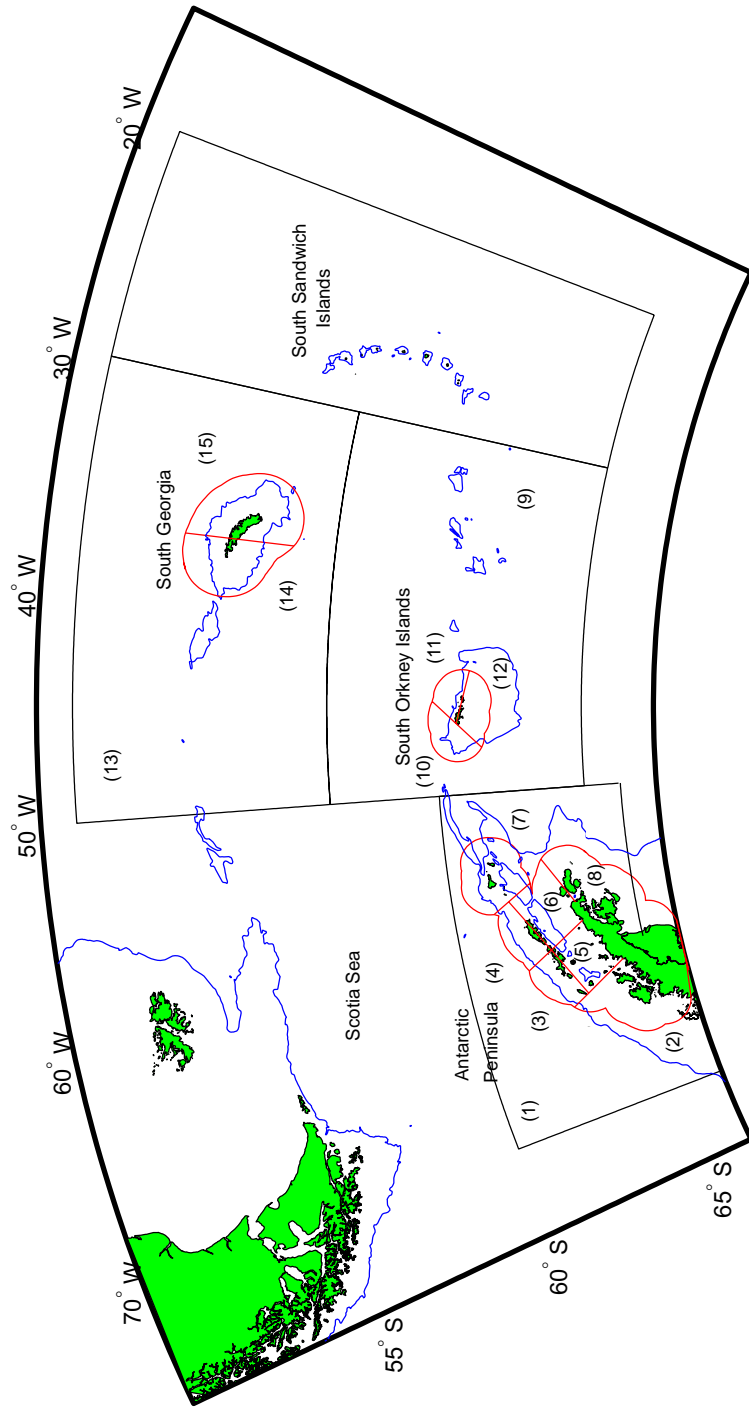 70° W
60° W
50° W
40° W
30° W
20° W
55° S
60° S
65° S
Scotia Sea
South Georgia
South Sandwich
Islands
South Orkney Islands
Antarctic
Peninsula
(1)
(2)
(3)
(4)
(5)
(6)
(7)
(8)
(9)
(10)
(11)
(12)
(13)
(14)
(15)